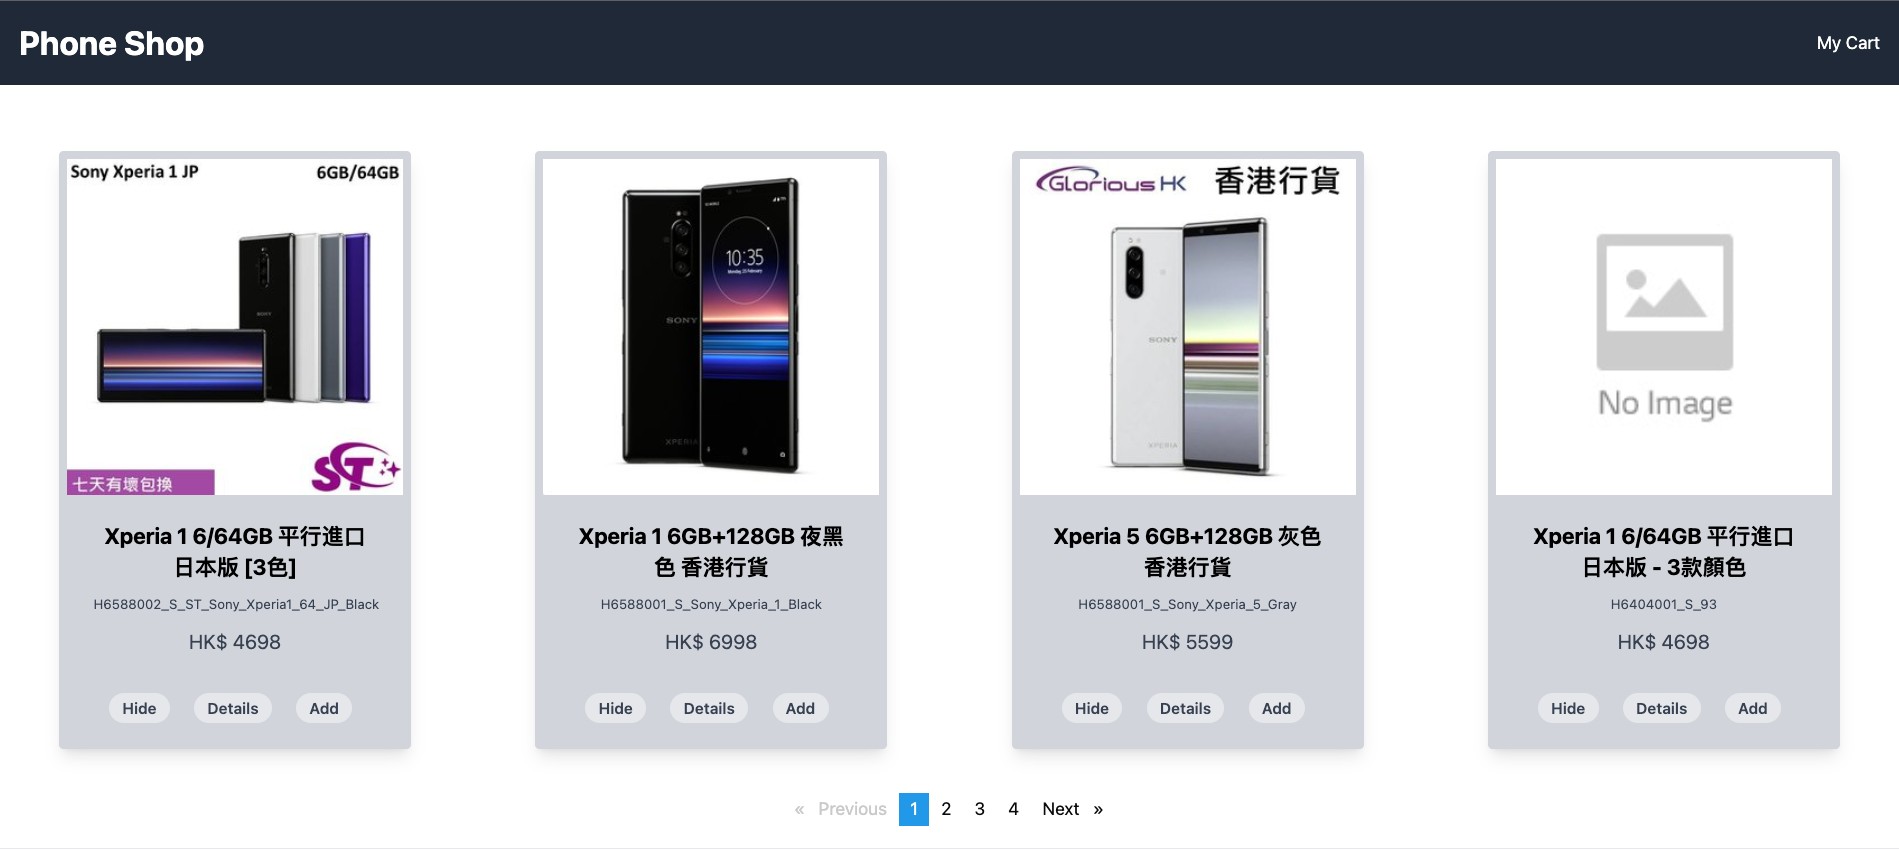 Phone Shop
My Cart
Sony Xperia 1 JP 6GB/64GB
SONY
七天有壞包換
ST
Xperia 1 6/64GB 平行進口
日本版 [3色]
H6588002_S_ST_Sony_Xperia1_64_JP_Black
HK$ 4698
Hide Details Add
10:35
Monday, 25 February
SONY
XPERIA
Xperia 1 6GB+128GB 夜黑
色 香港行貨
H6588001_S_Sony_Xperia_1_Black
HK$ 6998
Hide Details Add
GLoriousHK 香港行貨
SONY
XPERIA
Xperia 5 6GB+128GB 灰色
香港行貨
H6588001_S_Sony_Xperia_5_Gray
HK$ 5599
Hide Details Add
No Image
Xperia 1 6/64GB 平行進口
日本版 - 3款顏色
H6404001_S_93
HK$ 4698
Hide Details Add
« Previous 1 2 3 4 Next »